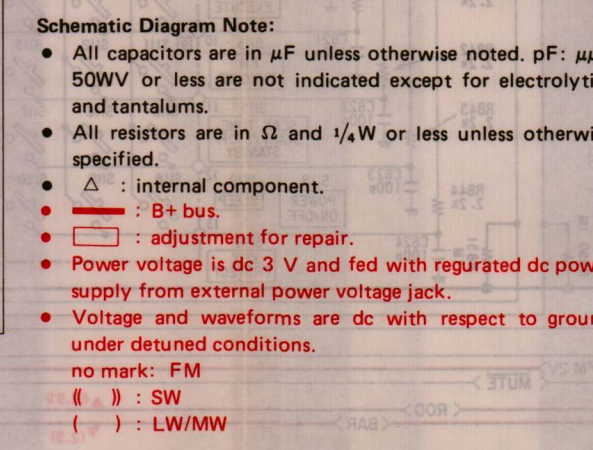 Schematic Diagram Note:
● All capacitors are in μF unless otherwise noted. pF: μμ
50WV or less are not indicated except for electrolyti
and tantalums.
● All resistors are in Ω and 1/4W or less unless otherwi
specified.
● △ : internal component.
● : B+ bus.
● : adjustment for repair.
● Power voltage is dc 3 V and fed with regurated dc pow
supply from external power voltage jack.
● Voltage and waveforms are dc with respect to groun
under detuned conditions.
no mark: FM
(( )) : SW
( ) : LW/MW